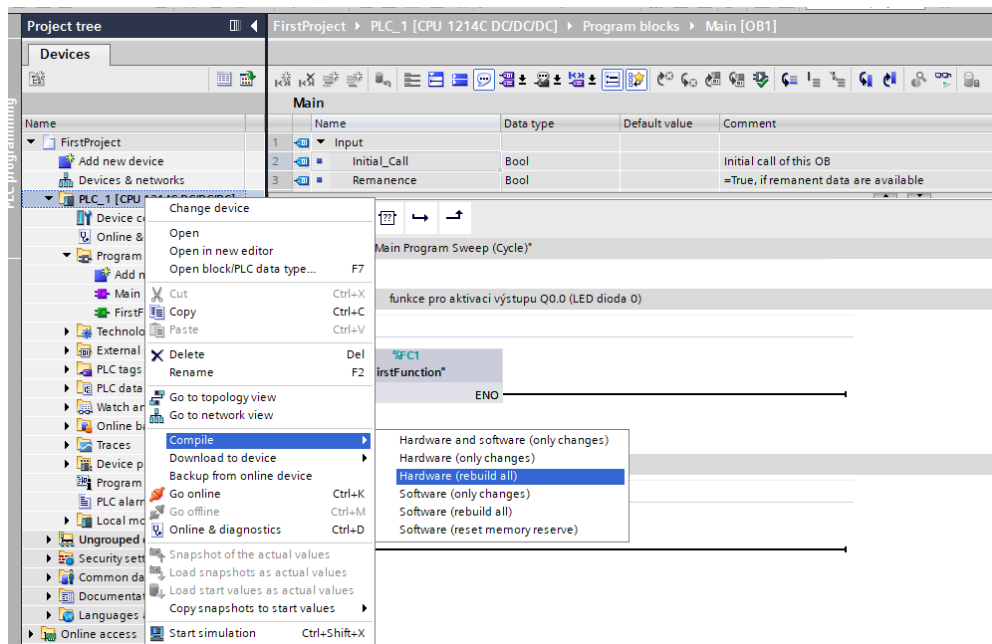 Project tree
FirstProject ▸ PLC_1 [CPU 1214C DC/DC/DC] ▸ Program blocks ▸ Main [OB1]
Devices
PLC programming
Name
FirstProject
Add new device
Devices & networks
PLC_1 [CPU 1214C DC/DC/DC]
Device co
Online &
Program
Add n
Main
FirstF
Technolo
External
PLC tags
PLC data
Watch an
Online ba
Traces
Device p
Program
PLC alarm
Local mo
Ungrouped
Security sett
Common da
Documentat
Languages
Online access
Main
Name Data type Default value Comment
1 Input
2 Initial_Call Bool Initial call of this OB
3 Remanence Bool =True, if remanent data are available
??
Main Program Sweep (Cycle)"
funkce pro aktivaci výstupu Q0.0 (LED dioda 0)
%FC1
irstFunction"
ENO
Change device
Open
Open in new editor
Open block/PLC data type... F7
Cut Ctrl+X
Copy Ctrl+C
Paste Ctrl+V
Delete Del
Rename F2
Go to topology view
Go to network view
Compile
Download to device
Backup from online device
Go online Ctrl+K
Go offline Ctrl+M
Online & diagnostics Ctrl+D
Snapshot of the actual values
Load snapshots as actual values
Load start values as actual values
Copy snapshots to start values
Start simulation Ctrl+Shift+X
Hardware and software (only changes)
Hardware (only changes)
Hardware (rebuild all)
Software (only changes)
Software (rebuild all)
Software (reset memory reserve)